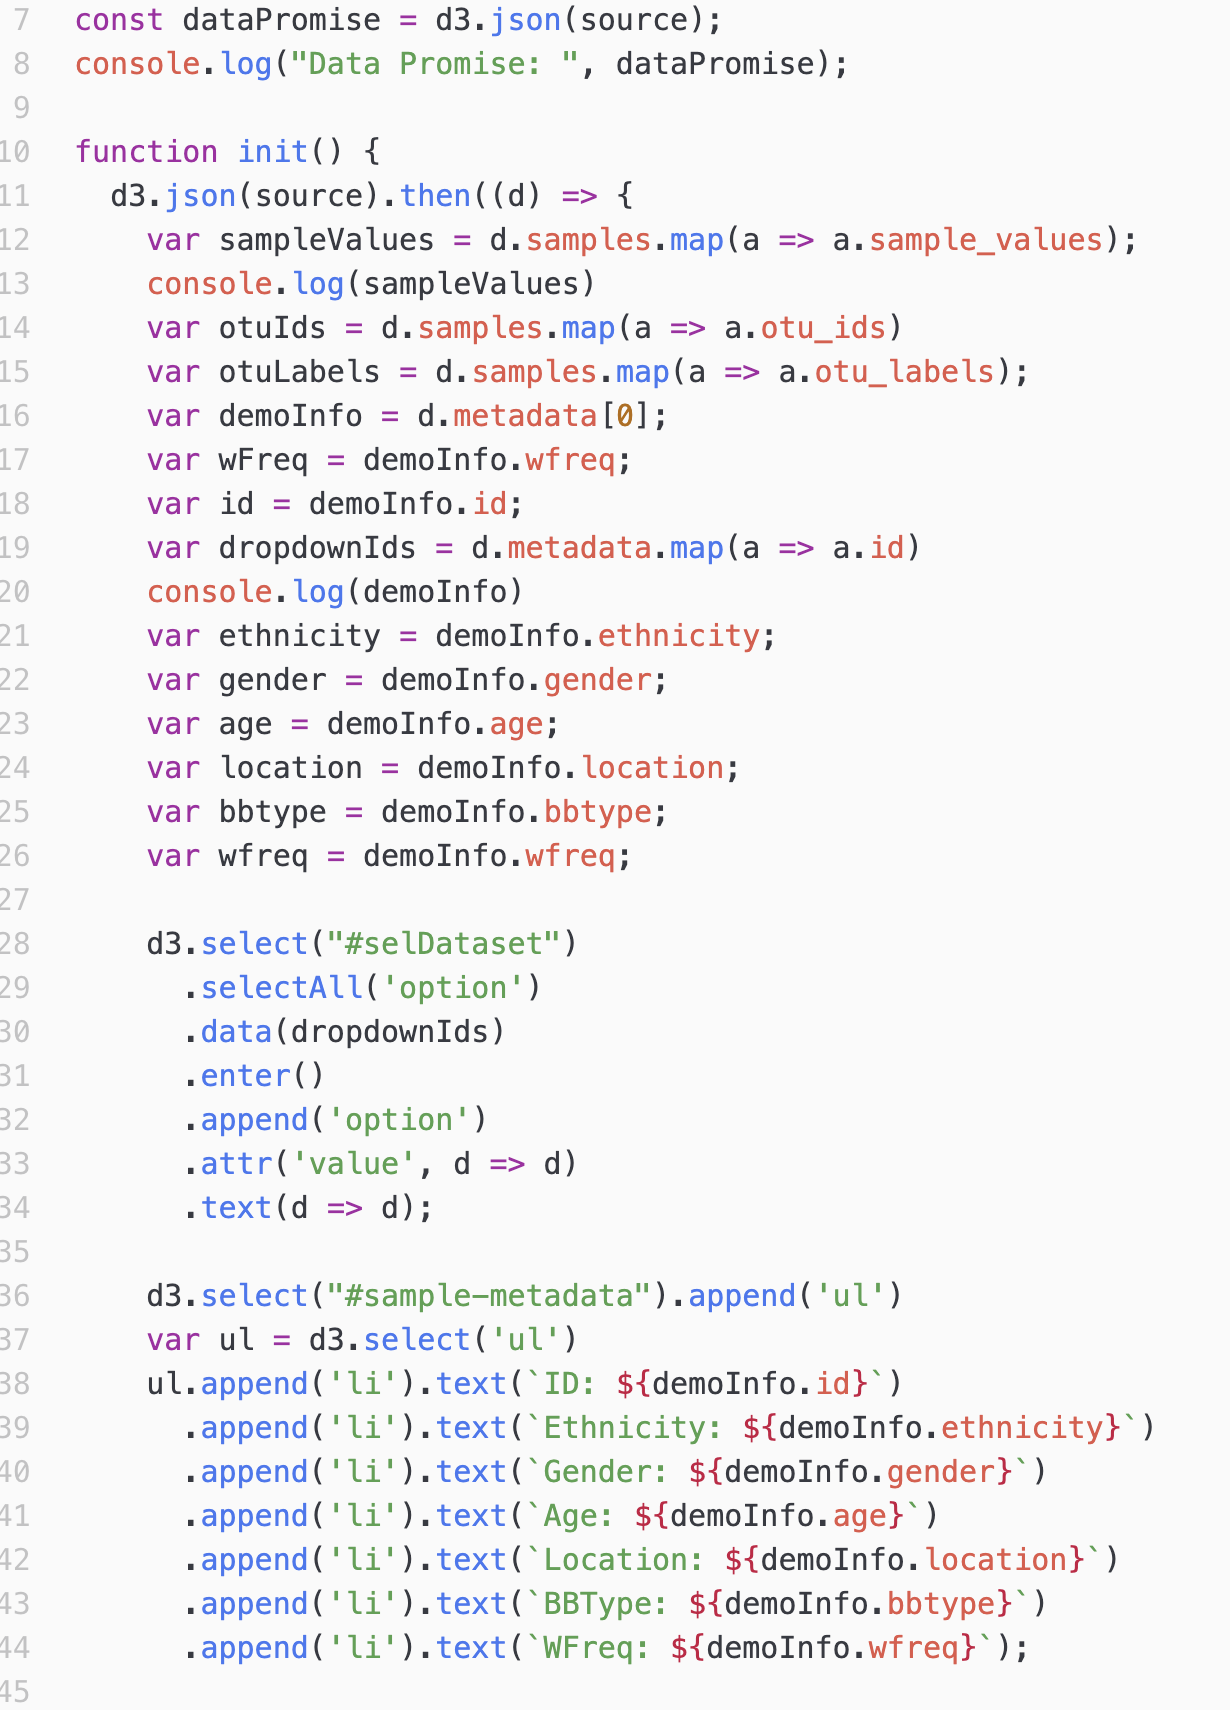 7 const dataPromise = d3.json(source);
8 console.log("Data Promise: ", dataPromise);
9
10 function init() {
11   d3.json(source).then((d) => {
12     var sampleValues = d.samples.map(a => a.sample_values);
13     console.log(sampleValues)
14     var otuIds = d.samples.map(a => a.otu_ids)
15     var otuLabels = d.samples.map(a => a.otu_labels);
16     var demoInfo = d.metadata[0];
17     var wFreq = demoInfo.wfreq;
18     var id = demoInfo.id;
19     var dropdownIds = d.metadata.map(a => a.id)
20     console.log(demoInfo)
21     var ethnicity = demoInfo.ethnicity;
22     var gender = demoInfo.gender;
23     var age = demoInfo.age;
24     var location = demoInfo.location;
25     var bbtype = demoInfo.bbtype;
26     var wfreq = demoInfo.wfreq;
27
28     d3.select("#selDataset")
29       .selectAll('option')
30       .data(dropdownIds)
31       .enter()
32       .append('option')
33       .attr('value', d => d)
34       .text(d => d);
35
36     d3.select("#sample-metadata").append('ul')
37     var ul = d3.select('ul')
38     ul.append('li').text(`ID: ${demoInfo.id}`)
39       .append('li').text(`Ethnicity: ${demoInfo.ethnicity}`)
40       .append('li').text(`Gender: ${demoInfo.gender}`)
41       .append('li').text(`Age: ${demoInfo.age}`)
42       .append('li').text(`Location: ${demoInfo.location}`)
43       .append('li').text(`BBType: ${demoInfo.bbtype}`)
44       .append('li').text(`WFreq: ${demoInfo.wfreq}`);
45